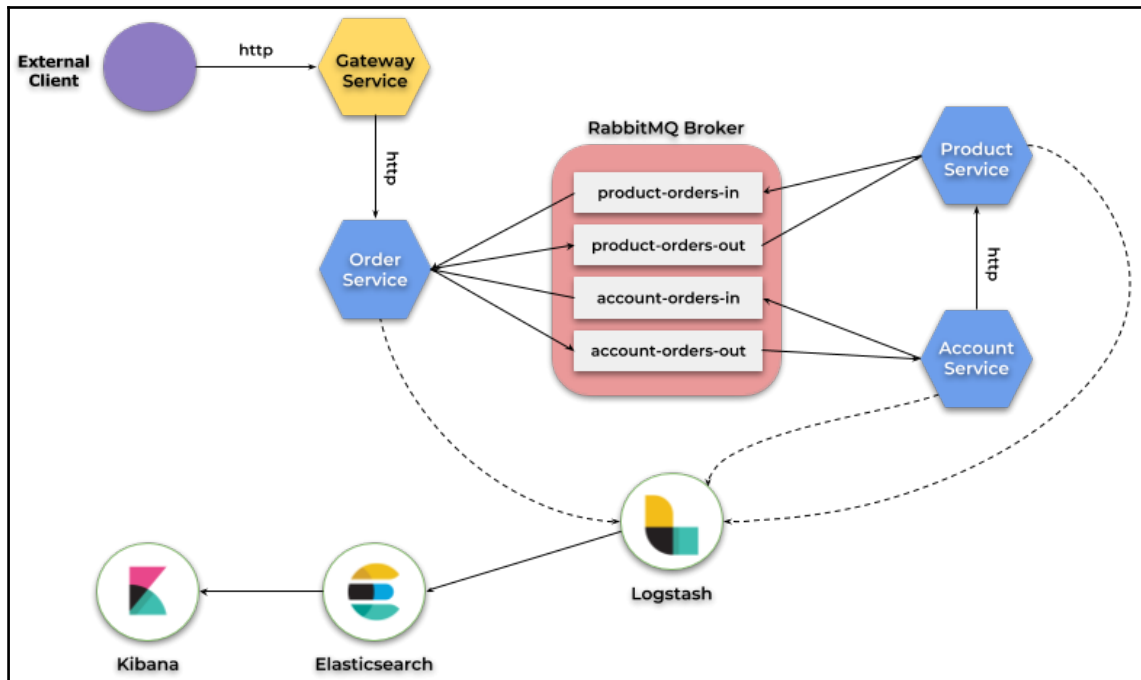 External
Client
http
Gateway
Service
http
RabbitMQ Broker
product-orders-in
product-orders-out
account-orders-in
account-orders-out
Order
Service
Product
Service
http
Account
Service
Logstash
Elasticsearch
Kibana